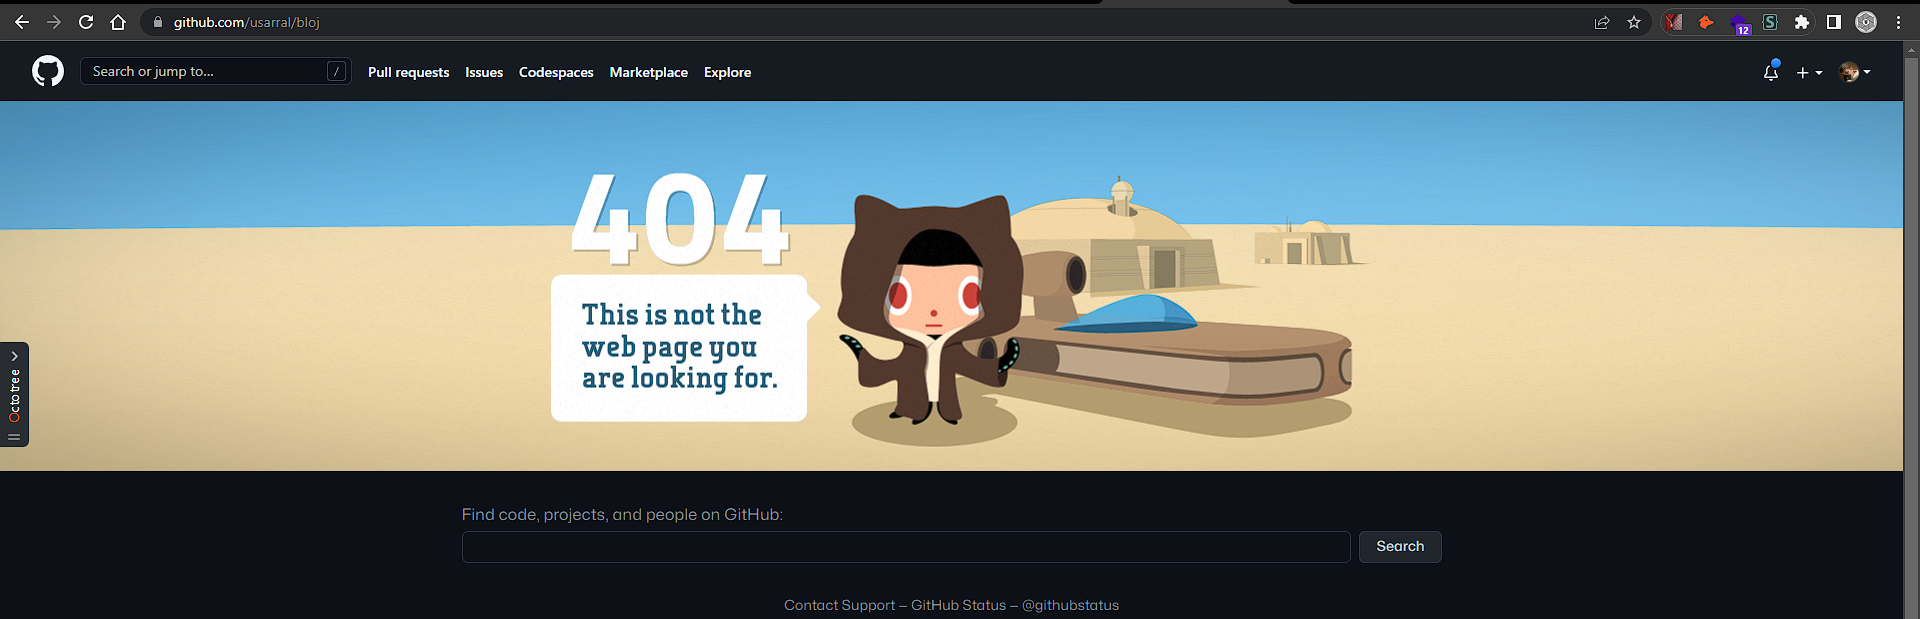 github.com/usarral/bloj
12
S
Search or jump to... /
Pull requests Issues Codespaces Marketplace Explore
404
This is not the
web page you
are looking for.
Octotree
Find code, projects, and people on GitHub:
Search
Contact Support — GitHub Status — @githubstatus